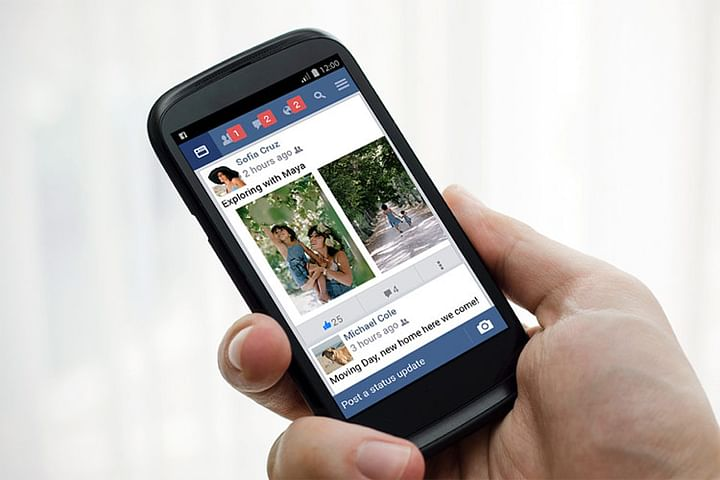 12:00
1
2
2
Sofia Cruz
2 hours ago
Exploring with Maya
25
4
Michael Cole
3 hours ago
Moving Day, new home here we come!
Post a status update